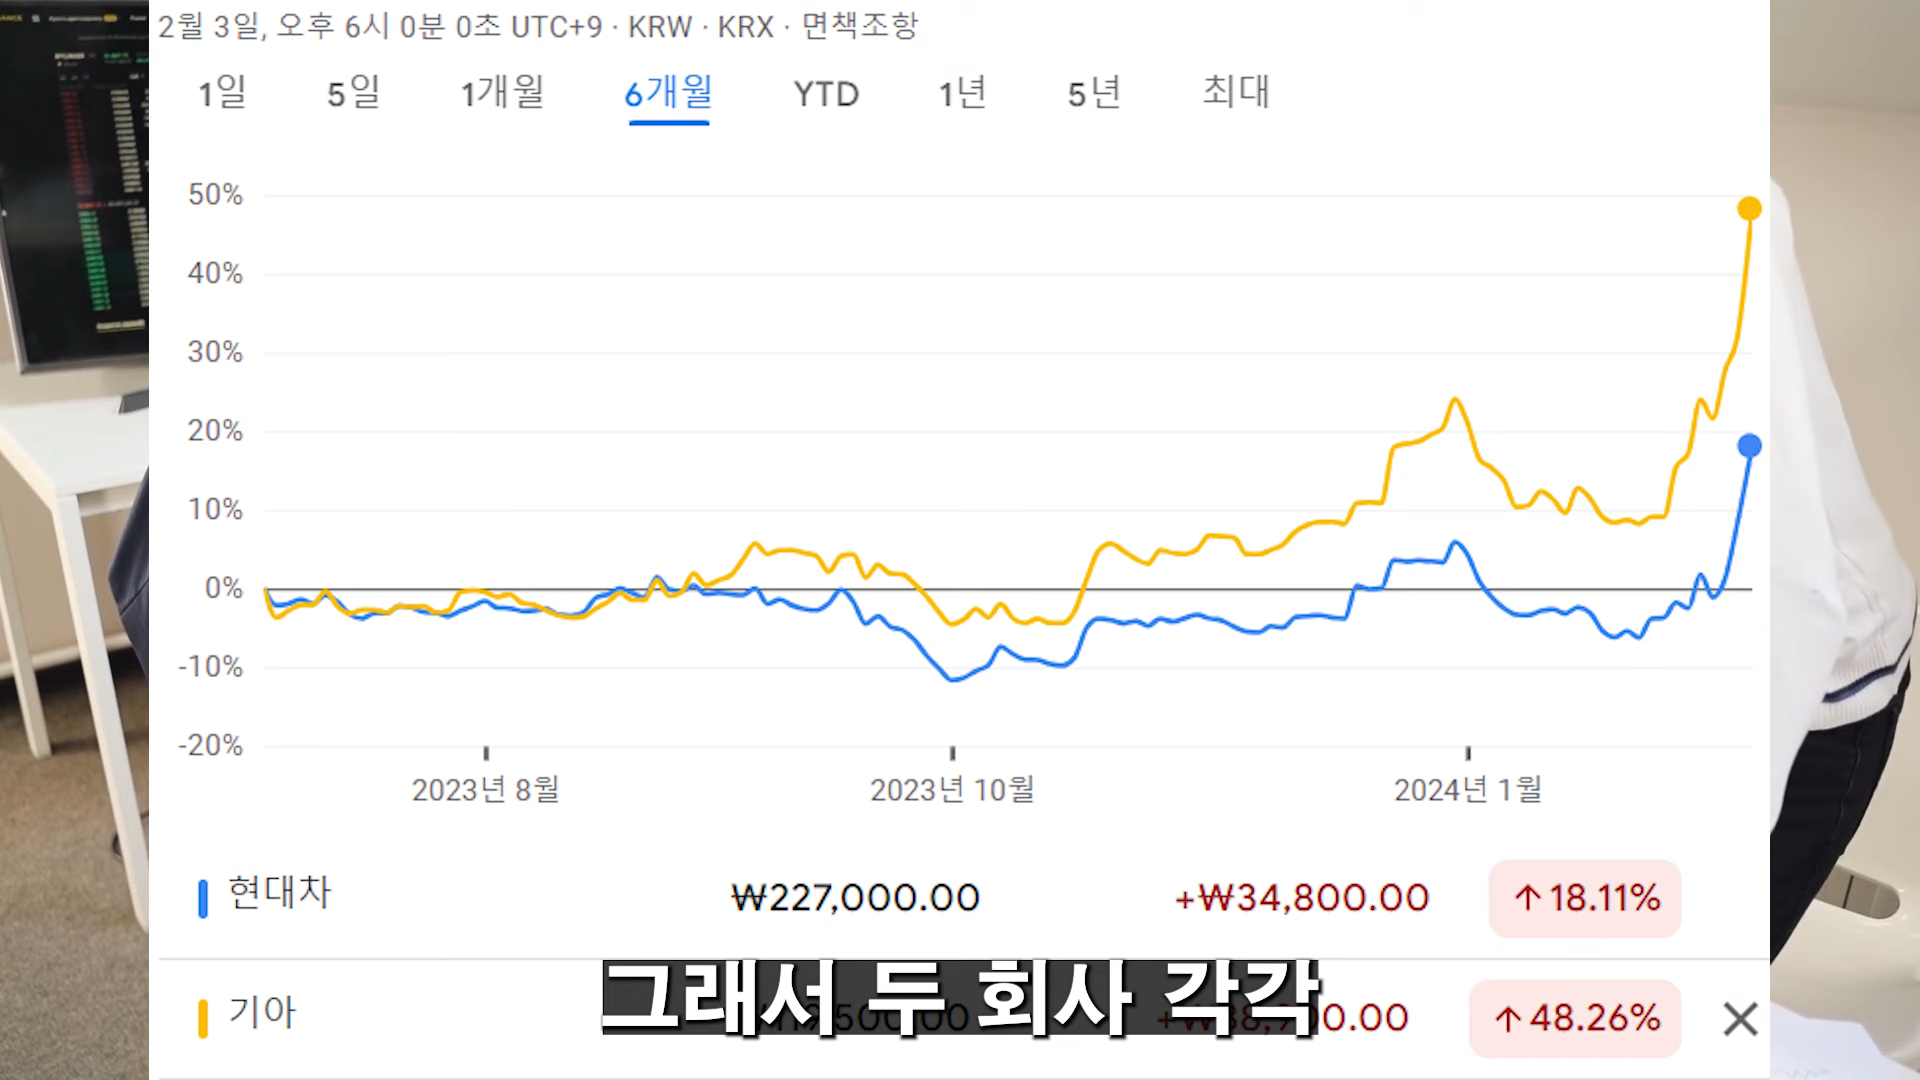 2월 3일, 오후 6시 0분 0초 UTC+9 · KRW · KRX · 면책조항
1일 5일 1개월 6개월 YTD 1년 5년 최대
50%
40%
30%
20%
10%
0%
-10%
-20%
2023년 8월 2023년 10월 2024년 1월
현대차 ₩227,000.00 +₩34,800.00 ↑18.11%
기아 ↑48.26%
그래서 두 회사 각각